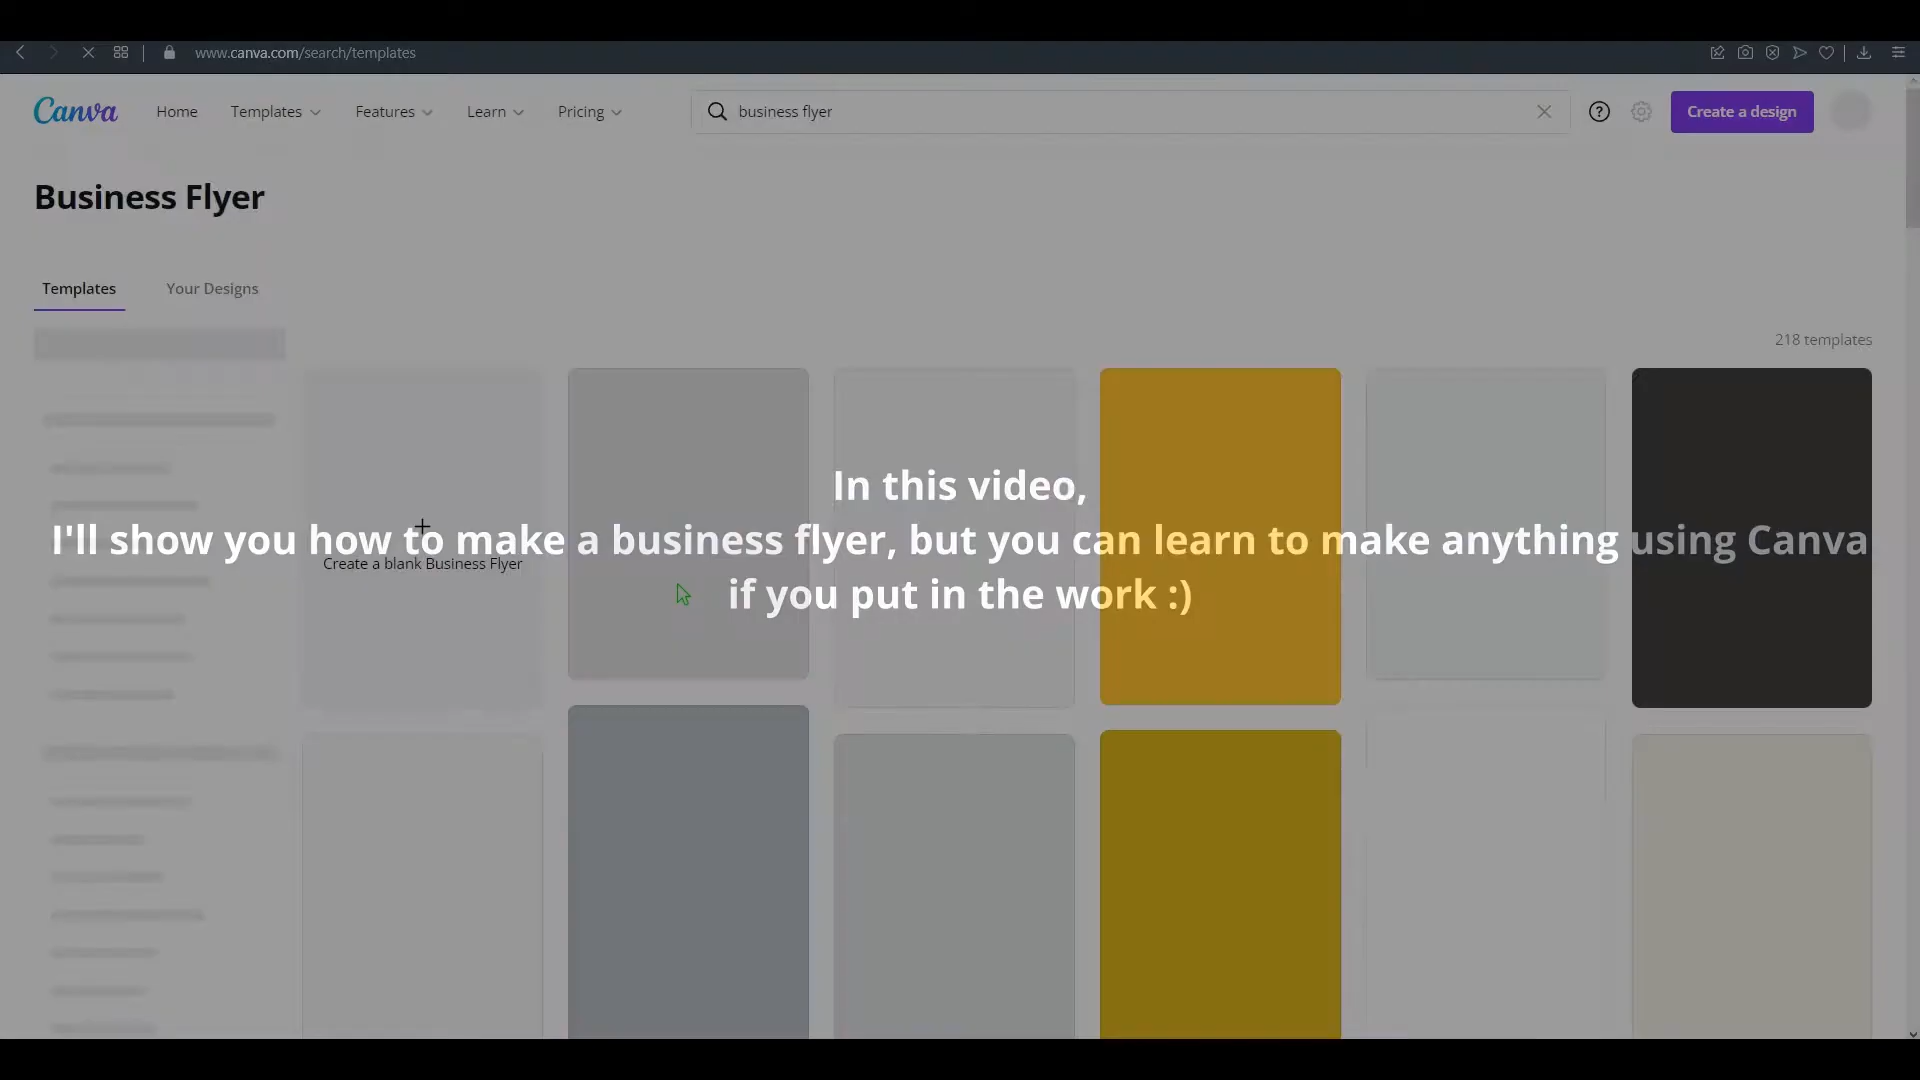 www.canva.com/search/templates
Canva
Home
Templates
Features
Learn
Pricing
business flyer
?
Create a design
Business Flyer
Templates
Your Designs
218 templates
Create a blank Business Flyer
In this video,
I'll show you how to make a business flyer, but you can learn to make anything using Canva
if you put in the work :)